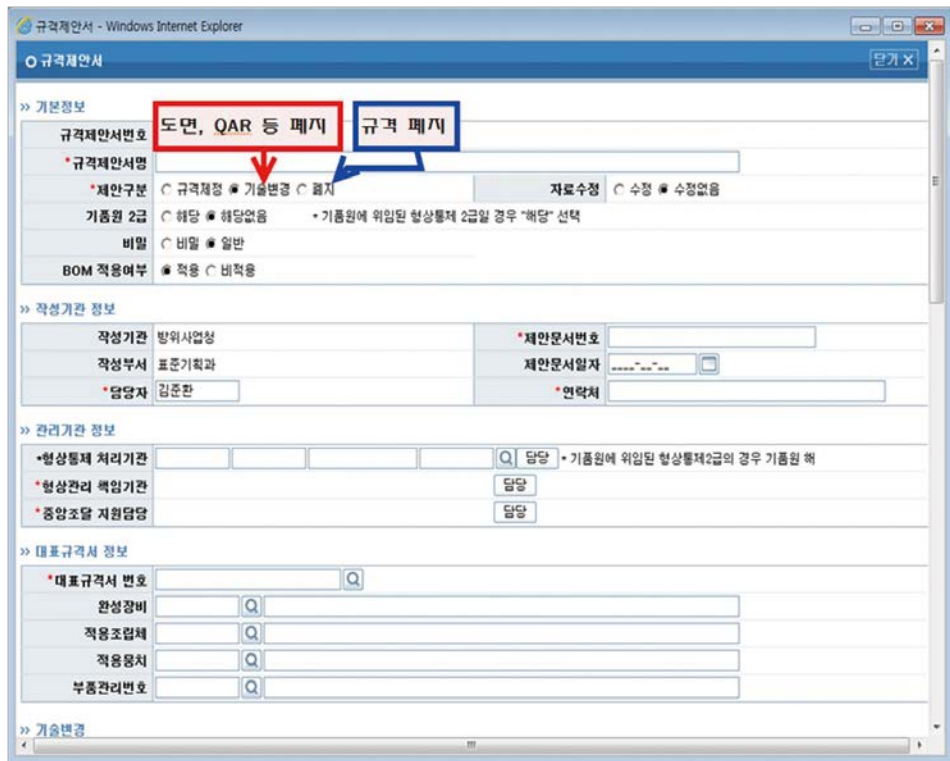 규격제안서 - Windows Internet Explorer
규격제안서 닫기 X
» 기본정보
도면, QAR 등 폐지 규격 폐지
규격제안서번호
*규격제안서명
*제안구분 규격제정 기술변경 폐지 자료수정 수정 수정없음
기품원 2급 해당 해당없음 * 기품원에 위임된 형상통제 2급일 경우 "해당" 선택
비밀 비밀 일반
BOM 적용여부 적용 비적용
» 작성기관 정보
작성기관 방위사업청 *제안문서번호
작성부서 표준기획과 제안문서일자 ____-__-__
*담당자 김준환 *연락처
» 관리기관 정보
*형상통제 처리기관 담당 * 기품원에 위임된 형상통제2급의 경우 기품원 해
*형상관리 책임기관 담당
*중앙조달 지원담당 담당
» 대표규격서 정보
*대표규격서 번호
완성장비
적용조립체
적용뭉치
부품관리번호
» 기술변경